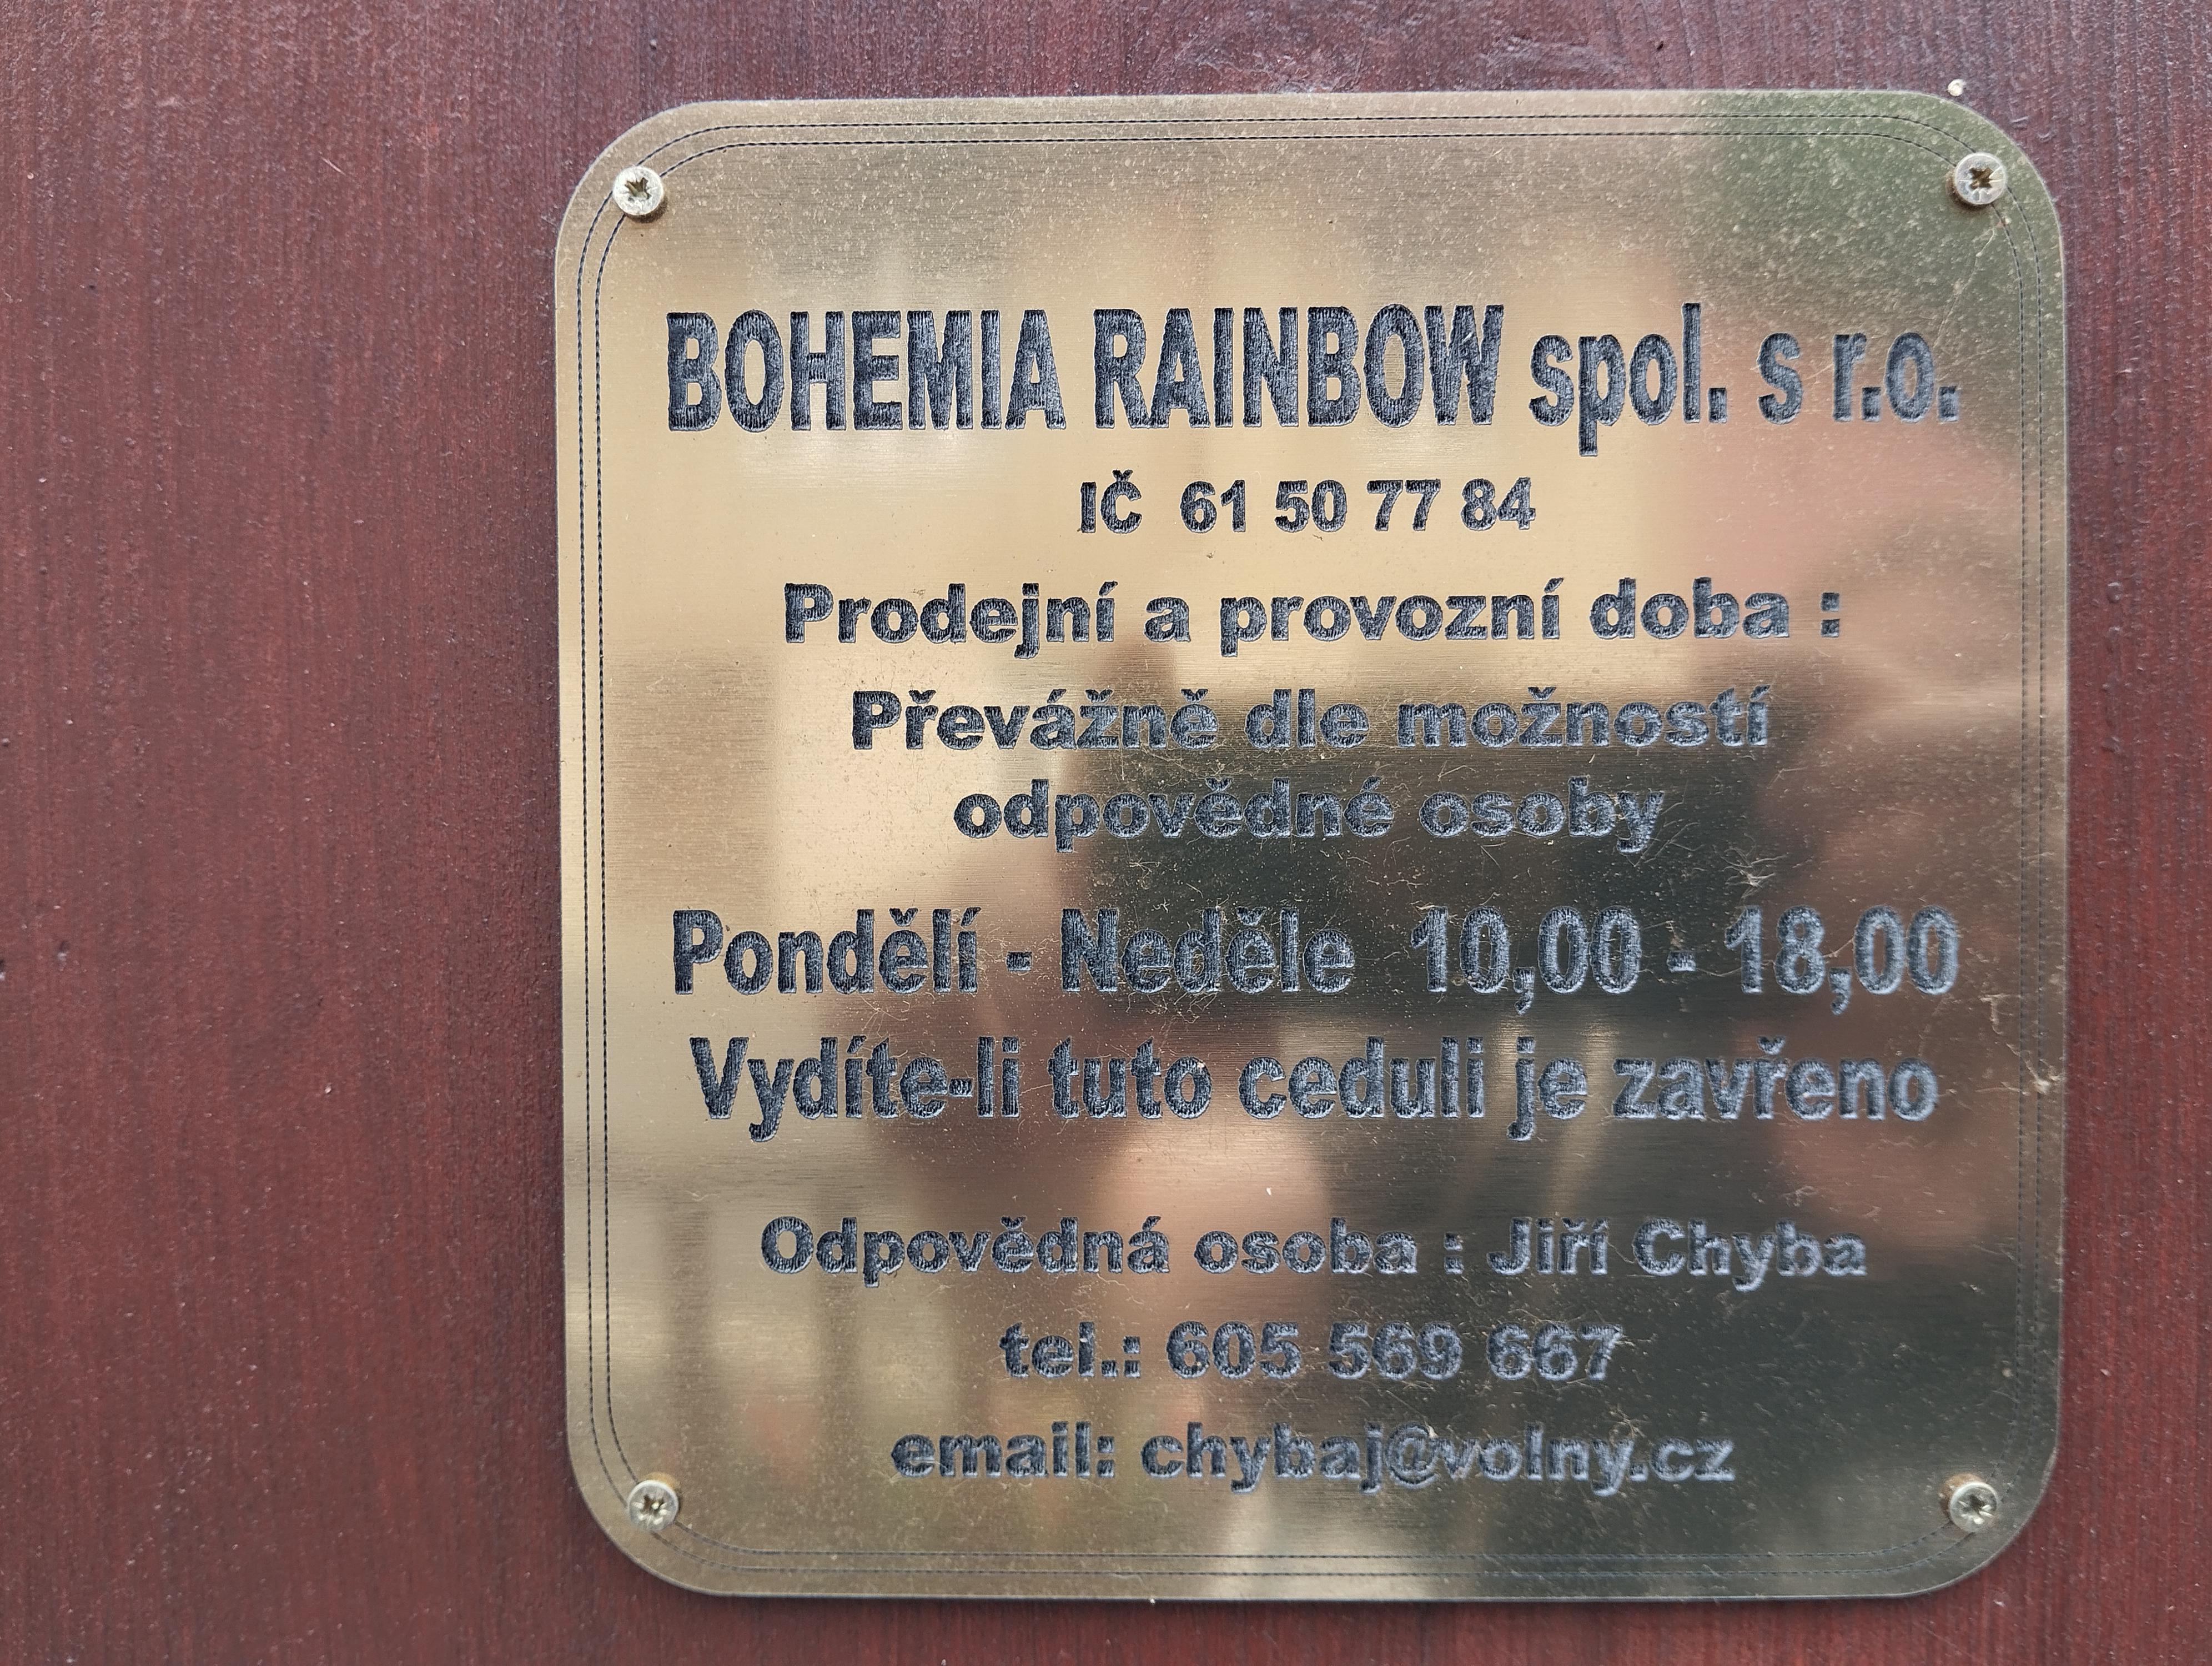 BOHEMIA RAINBOW spol. s r.o.
IČ 61 50 77 84
Prodejní a provozní doba :
Převážně dle možností
odpovědné osoby
Pondělí - Neděle 10,00 - 18,00
Vydíte-li tuto ceduli je zavřeno
Odpovědná osoba : Jiří Chyba
tel.: 605 569 667
email: chybaj@volny.cz